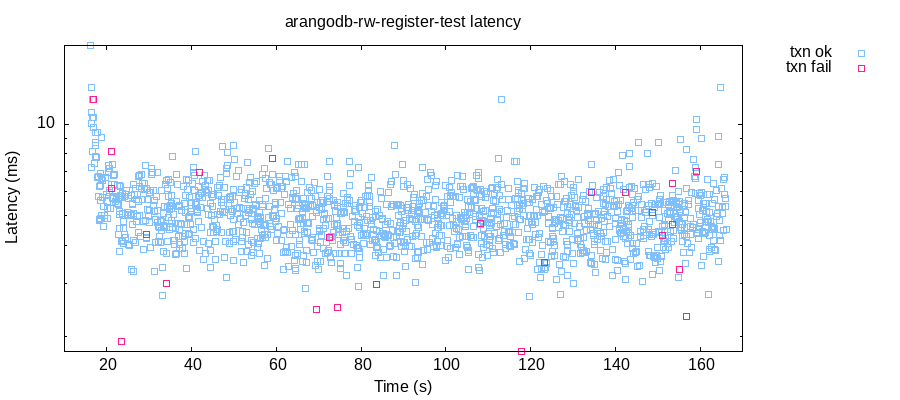 arangodb-rw-register-test latency
txn ok
txn fail
10
Latency (ms)
20 40 60 80 100 120 140 160
Time (s)